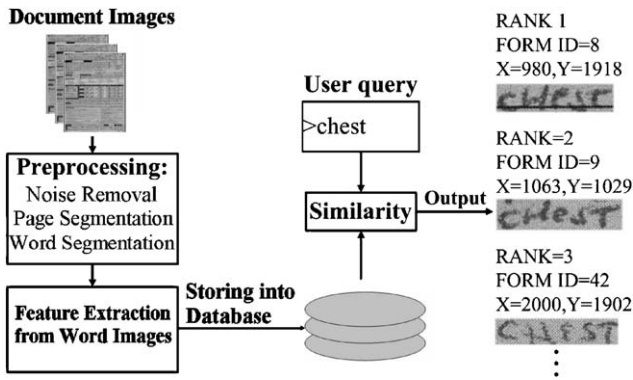 Document Images
Preprocessing:
Noise Removal
Page Segmentation
Word Segmentation
Feature Extraction
from Word Images
Storing into
Database
User query
>chest
Similarity
Output
RANK 1
FORM ID=8
X=980,Y=1918
CHEST
RANK=2
FORM ID=9
X=1063,Y=1029
CHEST
RANK=3
FORM ID=42
X=2000,Y=1902
CHEST